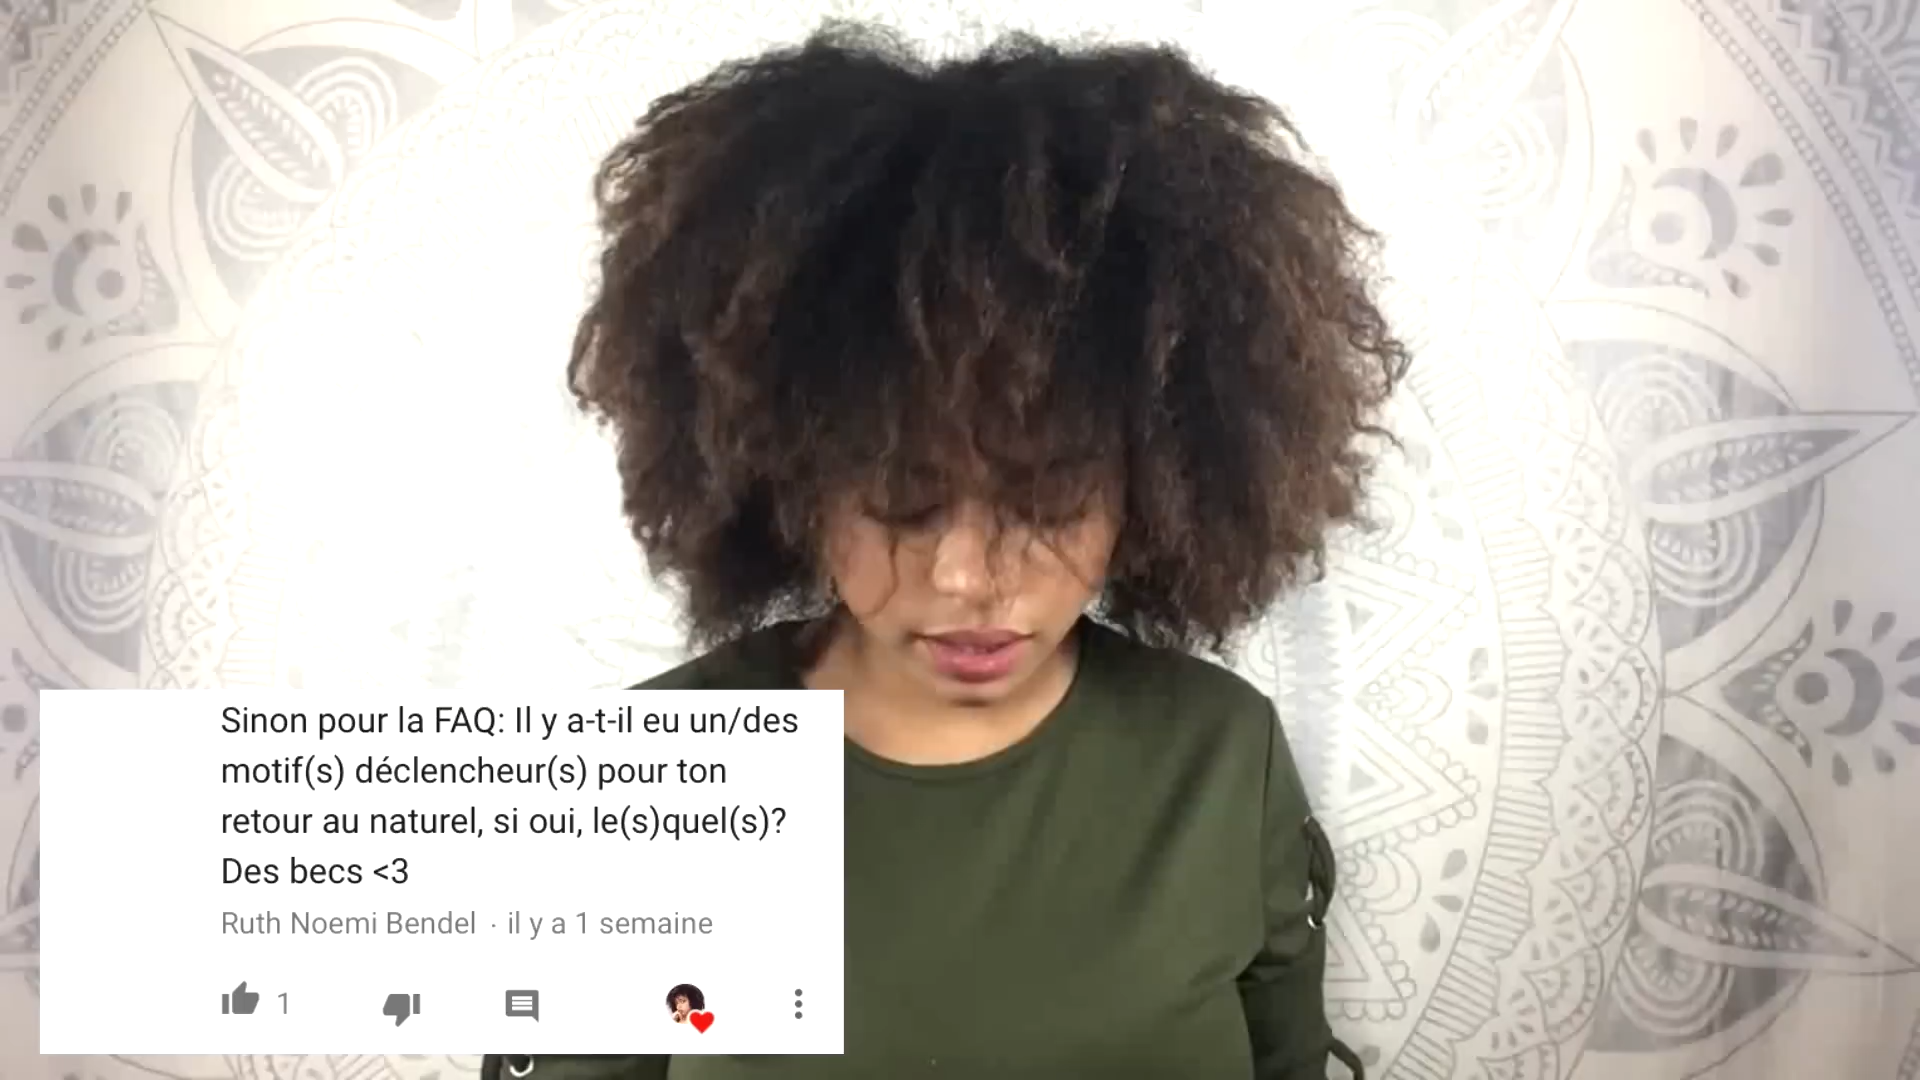 Sinon pour la FAQ: Il y a-t-il eu un/des
motif(s) déclencheur(s) pour ton
retour au naturel, si oui, le(s)quel(s)?
Des becs <3
Ruth Noemi Bendel · il y a 1 semaine
1